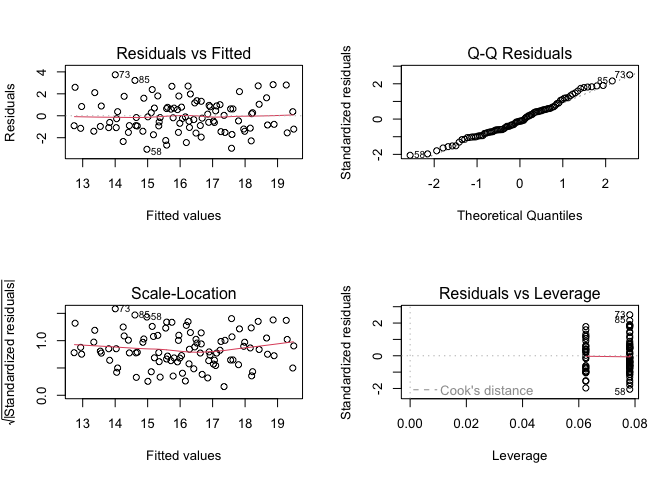 Residuals vs Fitted
Residuals
4
2
0
-2
73
85
58
13 14 15 16 17 18 19
Fitted values
Q-Q Residuals
Standardized residuals
2
0
-2
73
85
58
-2 -1 0 1 2
Theoretical Quantiles
Scale-Location
√|Standardized residuals|
1.0
0.0
73
85
58
13 14 15 16 17 18 19
Fitted values
Residuals vs Leverage
Standardized residuals
2
0
-2
73
85
58
Cook's distance
0.00 0.02 0.04 0.06 0.08
Leverage